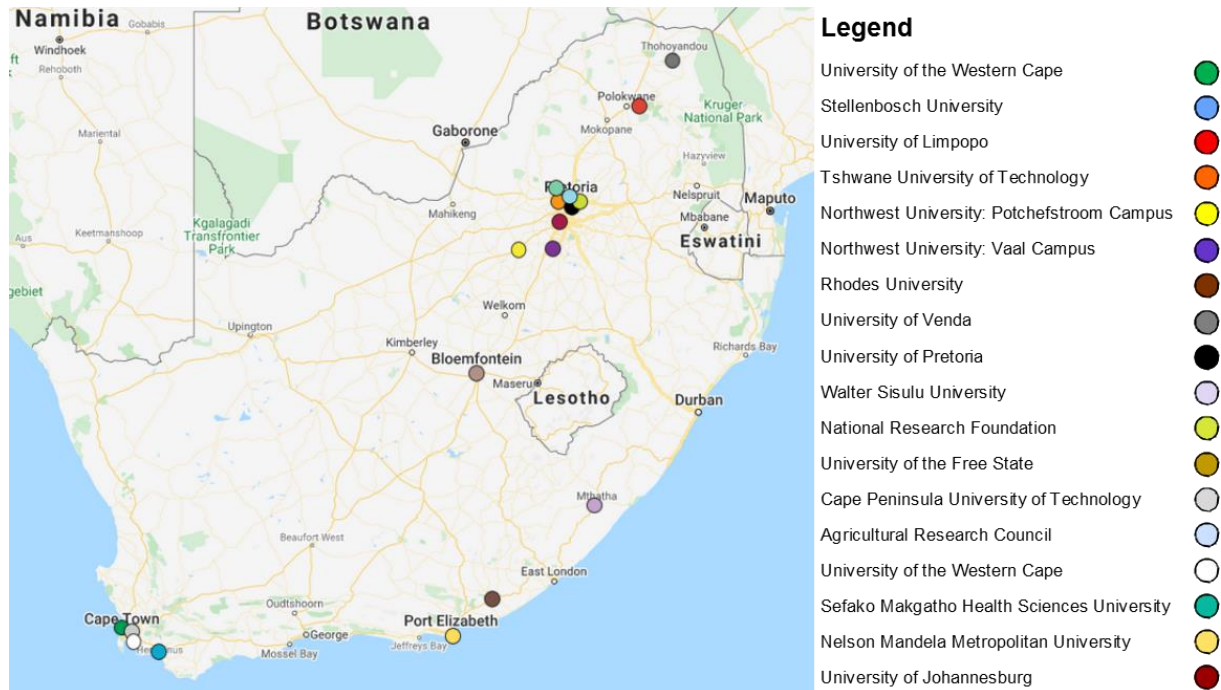 Namibia
Gobabis
Botswana
Windhoek
Rehoboth
Thohoyandou
Polokwane
Kruger
National Park
Mokopane
Mariental
Gaborone
Hazyview
Nelspruit
Maputo
Mbabane
Eswatini
Mahikeng
Kgalagadi
Transfrontier
Park
Keetmanshoop
Aus
Upington
Welkom
Kimberley
Bloemfontein
Maseru
Lesotho
Richards Bay
Durban
Mthatha
Beaufort West
East London
Oudtshoorn
Cape Town
George
Port Elizabeth
Jeffreys Bay
Mossel Bay
Legend
University of the Western Cape
Stellenbosch University
University of Limpopo
Tshwane University of Technology
Northwest University: Potchefstroom Campus
Northwest University: Vaal Campus
Rhodes University
University of Venda
University of Pretoria
Walter Sisulu University
National Research Foundation
University of the Free State
Cape Peninsula University of Technology
Agricultural Research Council
University of the Western Cape
Sefako Makgatho Health Sciences University
Nelson Mandela Metropolitan University
University of Johannesburg